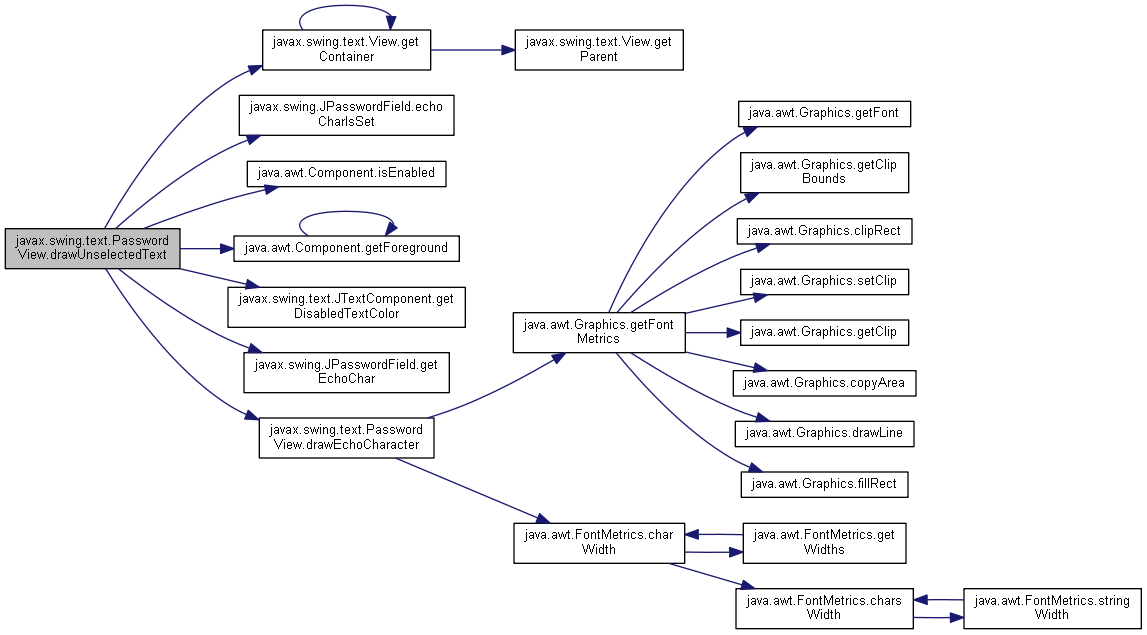 javax.swing.text.View.get
Container
javax.swing.text.View.get
Parent
javax.swing.JPasswordField.echo
CharIsSet
java.awt.Component.isEnabled
javax.swing.text.Password
View.drawUnselectedText
java.awt.Component.getForeground
javax.swing.text.JTextComponent.get
DisabledTextColor
javax.swing.JPasswordField.get
EchoChar
javax.swing.text.Password
View.drawEchoCharacter
java.awt.Graphics.getFont
Metrics
java.awt.Graphics.getFont
java.awt.Graphics.getClip
Bounds
java.awt.Graphics.clipRect
java.awt.Graphics.setClip
java.awt.Graphics.getClip
java.awt.Graphics.copyArea
java.awt.Graphics.drawLine
java.awt.Graphics.fillRect
java.awt.FontMetrics.char
Width
java.awt.FontMetrics.get
Widths
java.awt.FontMetrics.chars
Width
java.awt.FontMetrics.string
Width